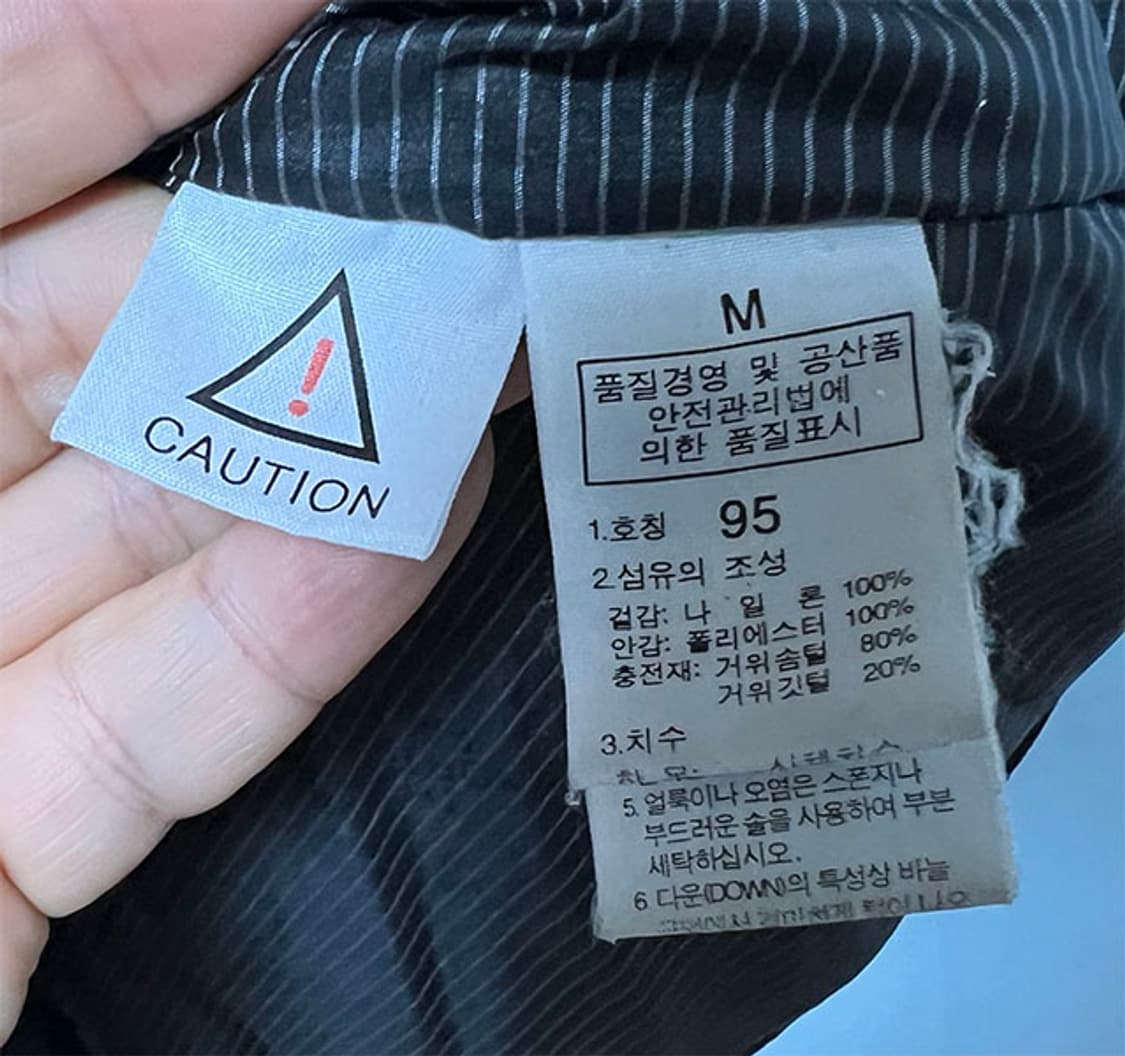 CAUTION
M
품질경영 및 공산품
안전관리법에
의한 품질표시
1.호칭 95
2.섬유의 조성
겉감: 나 일 론 100%
안감: 폴리에스터 100%
충전재: 거위솜털 80%
거위깃털 20%
3.치수
5. 얼룩이나 오염은 스폰지나
부드러운 솔을 사용하여 부분
세탁하십시오.
6 다운(DOWN)의 특성상 바늘